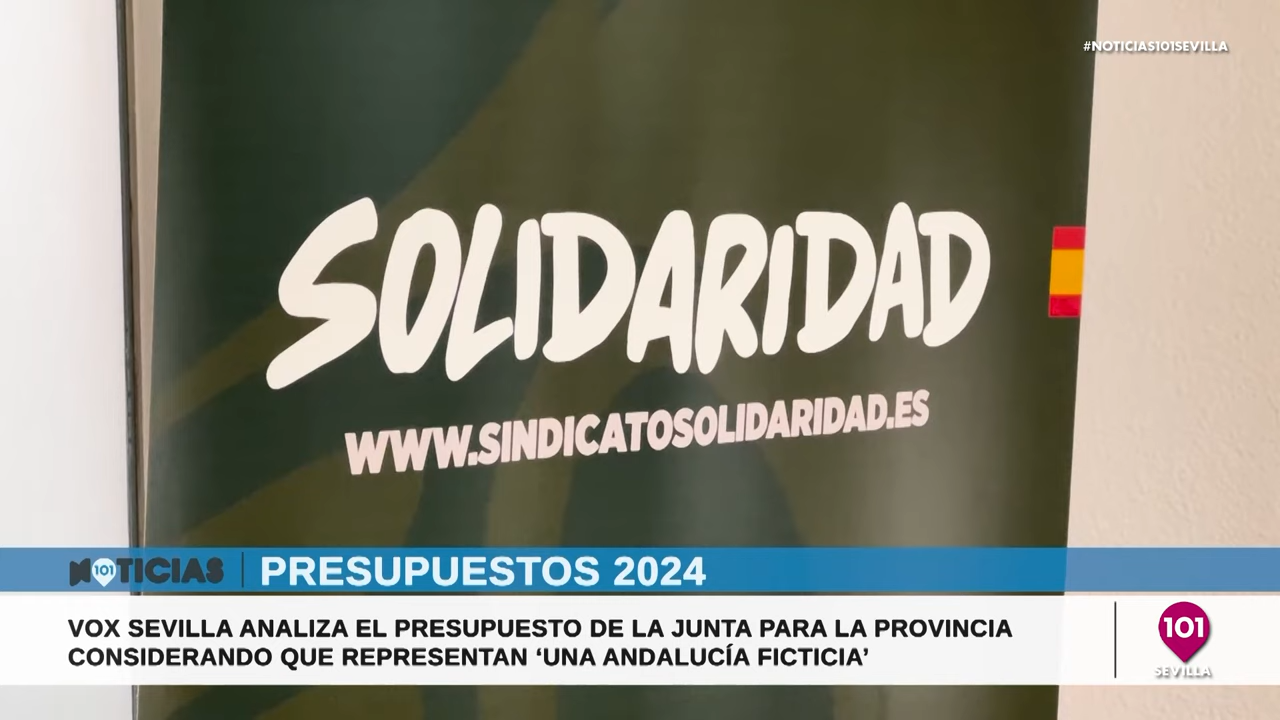 #NOTICIAS101SEVILLA
SOLIDARIDAD
WWW.SINDICATOSOLIDARIDAD.ES
NOTICIAS 101
PRESUPUESTOS 2024
VOX SEVILLA ANALIZA EL PRESUPUESTO DE LA JUNTA PARA LA PROVINCIA
CONSIDERANDO QUE REPRESENTAN ‘UNA ANDALUCÍA FICTICIA’
101
SEVILLA